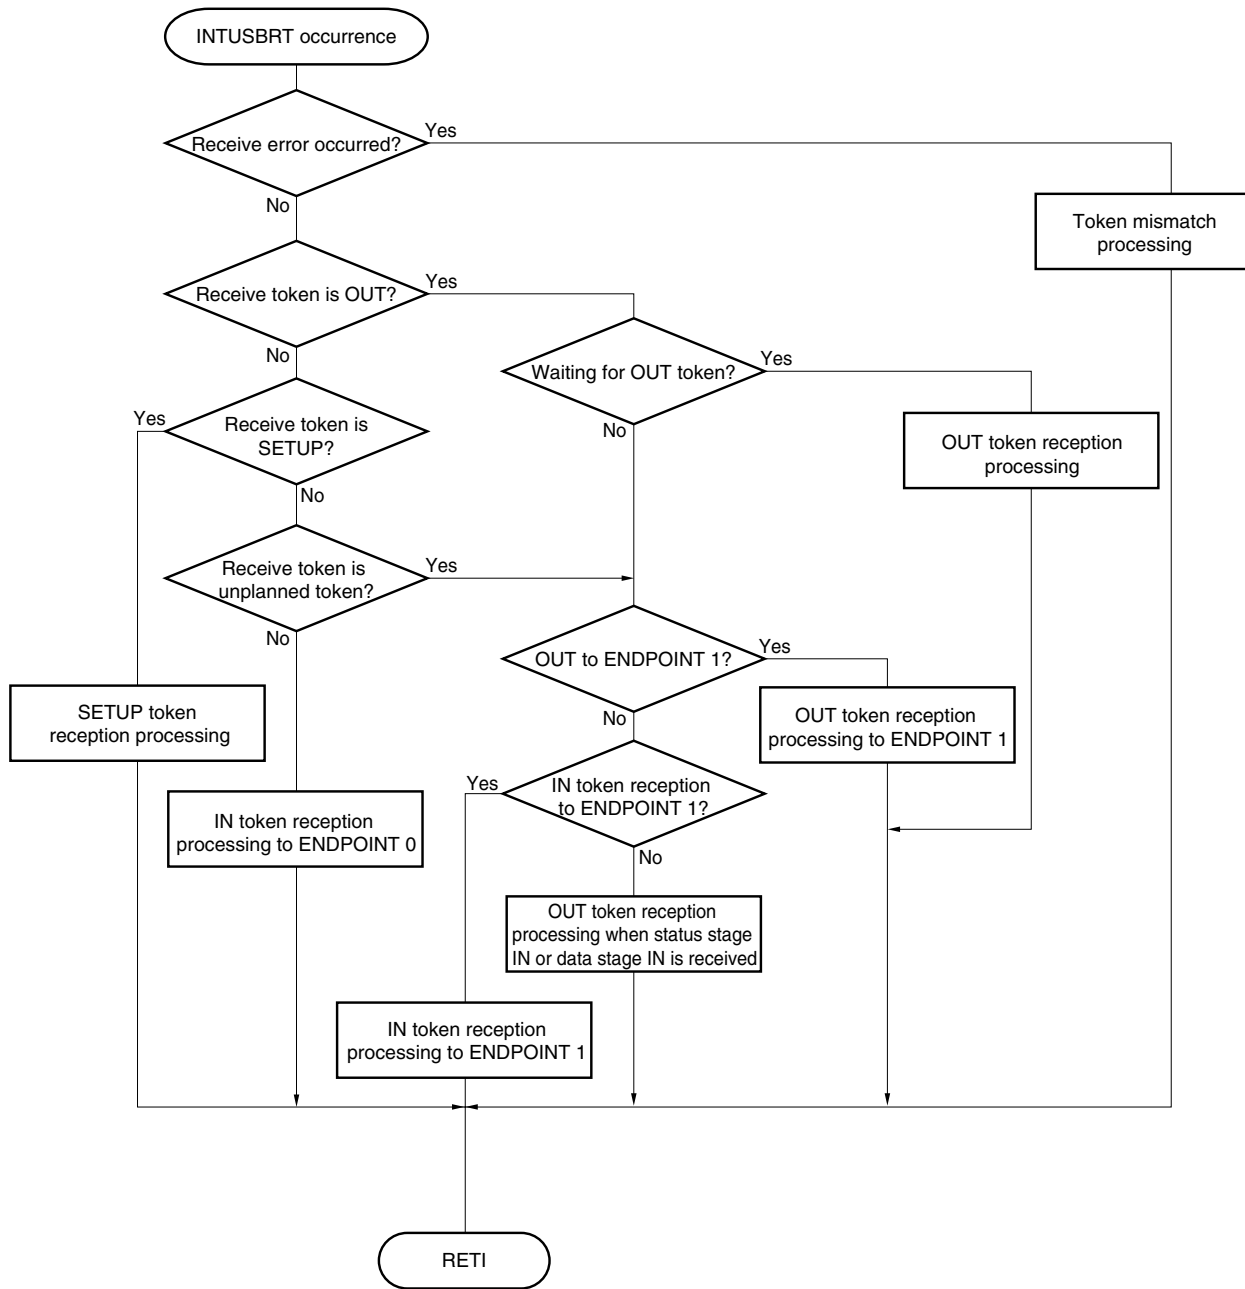 INTUSBRT occurrence
Receive error occurred?
Yes
No
Token mismatch
processing
Receive token is OUT?
Yes
No
Waiting for OUT token?
Yes
No
OUT token reception
processing
Receive token is
SETUP?
Yes
No
Receive token is
unplanned token?
Yes
No
OUT to ENDPOINT 1?
Yes
No
SETUP token
reception processing
OUT token reception
processing to ENDPOINT 1
IN token reception
to ENDPOINT 1?
Yes
No
IN token reception
processing to ENDPOINT 0
OUT token reception
processing when status stage
IN or data stage IN is received
IN token reception
processing to ENDPOINT 1
RETI